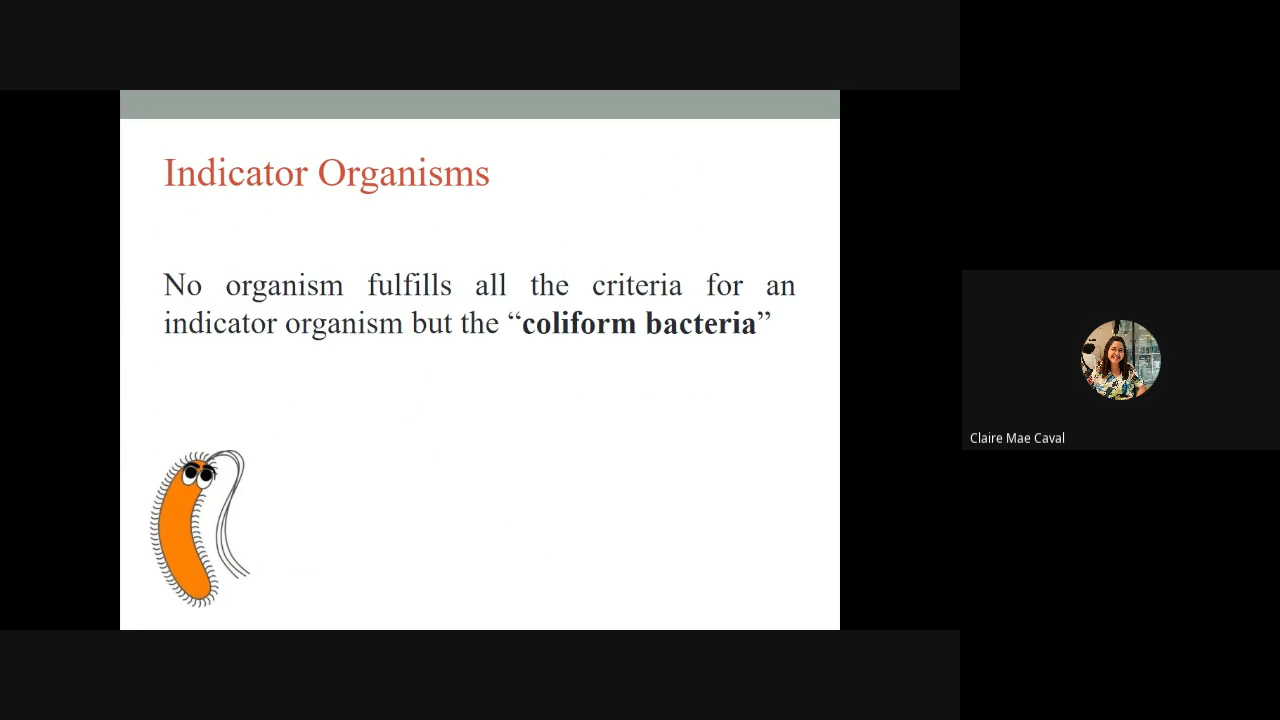 Indicator Organisms
No organism fulfills all the criteria for an
indicator organism but the “coliform bacteria”
Claire Mae Caval